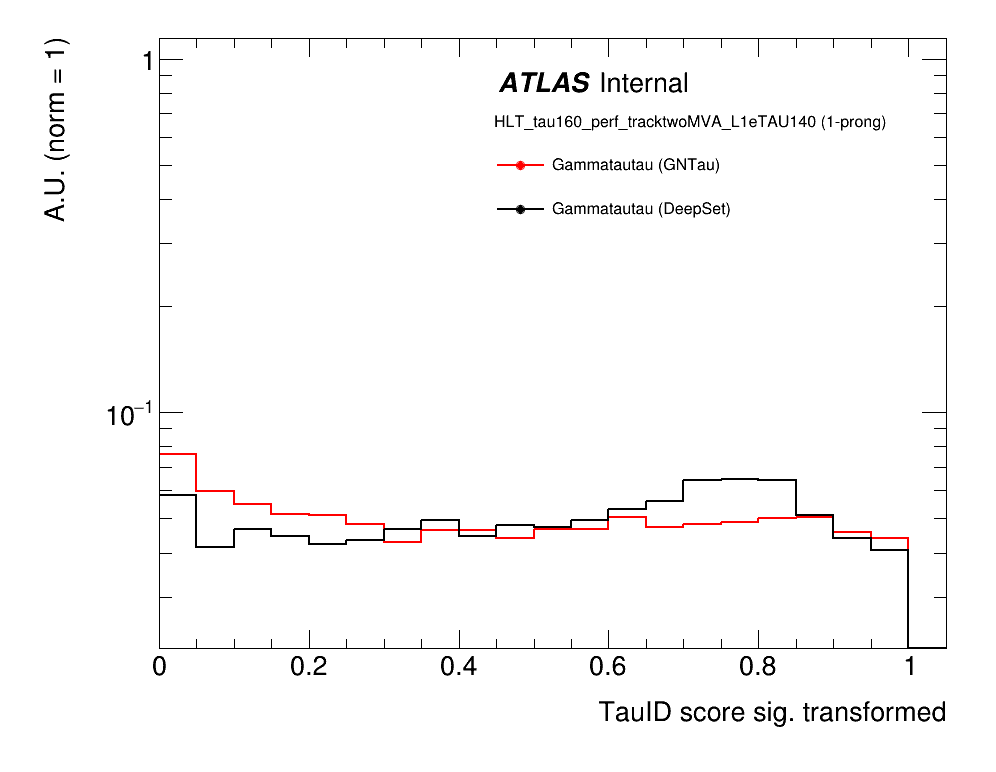 A.U. (norm = 1)
1
10⁻¹
ATLAS Internal
HLT_tau160_perf_tracktwoMVA_L1eTAU140 (1-prong)
Gammatautau (GNTau)
Gammatautau (DeepSet)
0 0.2 0.4 0.6 0.8 1
TauID score sig. transformed